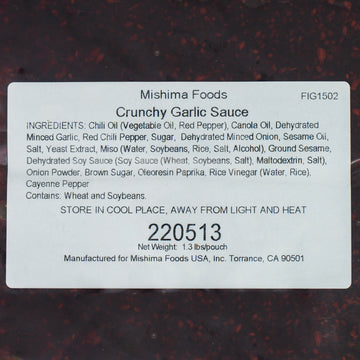 Mishima Foods
FIG1502
Crunchy Garlic Sauce
INGREDIENTS: Chili Oil (Vegetable Oil, Red Pepper), Canola Oil, Dehydrated
Minced Garlic, Red Chili Pepper, Sugar, Dehydrated Minced Onion, Sesame Oil,
Salt, Yeast Extract, Miso (Water, Soybeans, Rice, Salt, Alcohol), Ground Sesame,
Dehydrated Soy Sauce (Soy Sauce (Wheat, Soybeans, Salt), Maltodextrin, Salt),
Onion Powder, Brown Sugar, Oleoresin Paprika, Rice Vinegar (Water, Rice),
Cayenne Pepper
Contains: Wheat and Soybeans.
STORE IN COOL PLACE, AWAY FROM LIGHT AND HEAT
220513
Net Weight: 1.3 lbs/pouch
Manufactured for Mishima Foods USA, Inc. Torrance, CA 90501